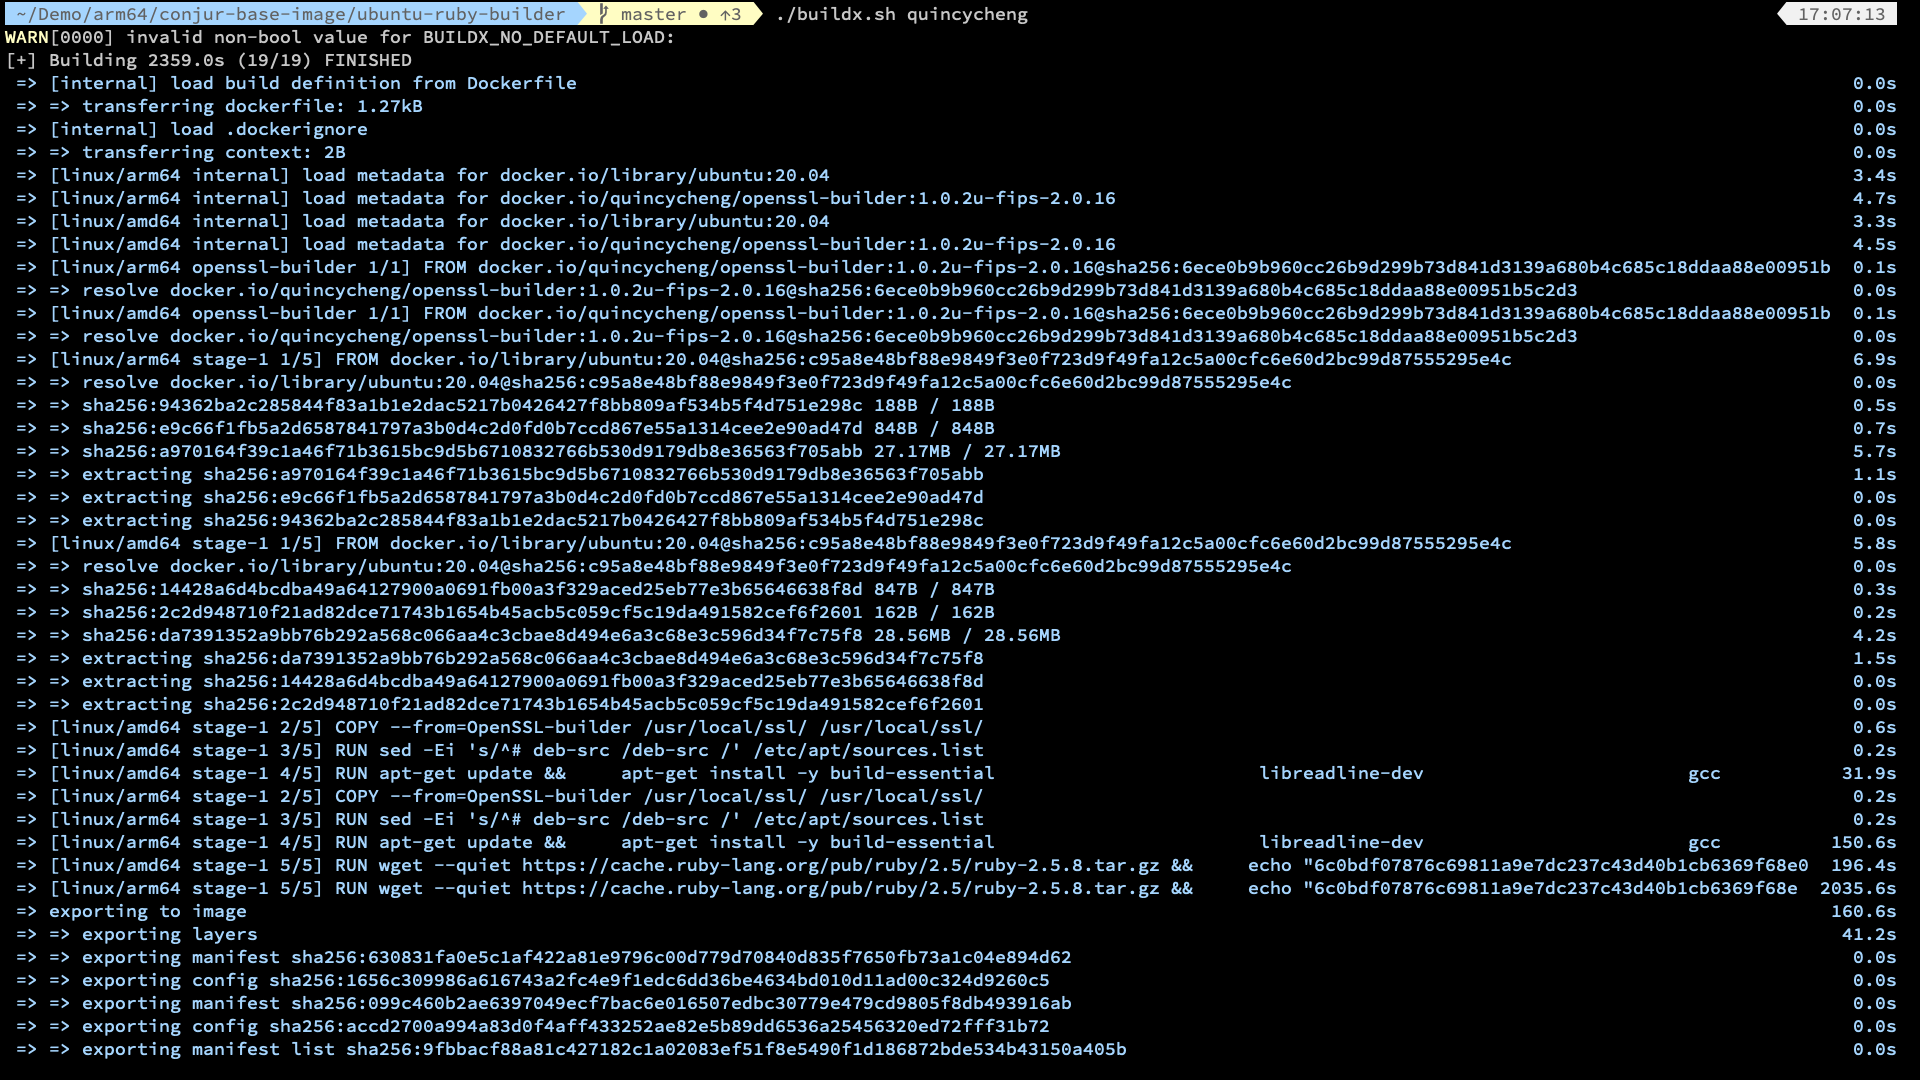 ~/Demo/arm64/conjur-base-image/ubuntu-ruby-builder master ● ↑3 ./buildx.sh quincycheng 17:07:13
WARN[0000] invalid non-bool value for BUILDX_NO_DEFAULT_LOAD:
[+] Building 2359.0s (19/19) FINISHED
=> [internal] load build definition from Dockerfile 0.0s
=> => transferring dockerfile: 1.27kB 0.0s
=> [internal] load .dockerignore 0.0s
=> => transferring context: 2B 0.0s
=> [linux/arm64 internal] load metadata for docker.io/library/ubuntu:20.04 3.4s
=> [linux/arm64 internal] load metadata for docker.io/quincycheng/openssl-builder:1.0.2u-fips-2.0.16 4.7s
=> [linux/amd64 internal] load metadata for docker.io/library/ubuntu:20.04 3.3s
=> [linux/amd64 internal] load metadata for docker.io/quincycheng/openssl-builder:1.0.2u-fips-2.0.16 4.5s
=> [linux/arm64 openssl-builder 1/1] FROM docker.io/quincycheng/openssl-builder:1.0.2u-fips-2.0.16@sha256:6ece0b9b960cc26b9d299b73d841d3139a680b4c685c18ddaa88e00951b 0.1s
=> => resolve docker.io/quincycheng/openssl-builder:1.0.2u-fips-2.0.16@sha256:6ece0b9b960cc26b9d299b73d841d3139a680b4c685c18ddaa88e00951b5c2d3 0.0s
=> [linux/amd64 openssl-builder 1/1] FROM docker.io/quincycheng/openssl-builder:1.0.2u-fips-2.0.16@sha256:6ece0b9b960cc26b9d299b73d841d3139a680b4c685c18ddaa88e00951b 0.1s
=> => resolve docker.io/quincycheng/openssl-builder:1.0.2u-fips-2.0.16@sha256:6ece0b9b960cc26b9d299b73d841d3139a680b4c685c18ddaa88e00951b5c2d3 0.0s
=> [linux/arm64 stage-1 1/5] FROM docker.io/library/ubuntu:20.04@sha256:c95a8e48bf88e9849f3e0f723d9f49fa12c5a00cfc6e60d2bc99d87555295e4c 6.9s
=> => resolve docker.io/library/ubuntu:20.04@sha256:c95a8e48bf88e9849f3e0f723d9f49fa12c5a00cfc6e60d2bc99d87555295e4c 0.0s
=> => sha256:94362ba2c285844f83a1b1e2dac5217b0426427f8bb809af534b5f4d751e298c 188B / 188B 0.5s
=> => sha256:e9c66f1fb5a2d6587841797a3b0d4c2d0fd0b7ccd867e55a1314cee2e90ad47d 848B / 848B 0.7s
=> => sha256:a970164f39c1a46f71b3615bc9d5b6710832766b530d9179db8e36563f705abb 27.17MB / 27.17MB 5.7s
=> => extracting sha256:a970164f39c1a46f71b3615bc9d5b6710832766b530d9179db8e36563f705abb 1.1s
=> => extracting sha256:e9c66f1fb5a2d6587841797a3b0d4c2d0fd0b7ccd867e55a1314cee2e90ad47d 0.0s
=> => extracting sha256:94362ba2c285844f83a1b1e2dac5217b0426427f8bb809af534b5f4d751e298c 0.0s
=> [linux/amd64 stage-1 1/5] FROM docker.io/library/ubuntu:20.04@sha256:c95a8e48bf88e9849f3e0f723d9f49fa12c5a00cfc6e60d2bc99d87555295e4c 5.8s
=> => resolve docker.io/library/ubuntu:20.04@sha256:c95a8e48bf88e9849f3e0f723d9f49fa12c5a00cfc6e60d2bc99d87555295e4c 0.0s
=> => sha256:14428a6d4bcdba49a64127900a0691fb00a3f329aced25eb77e3b65646638f8d 847B / 847B 0.3s
=> => sha256:2c2d948710f21ad82dce71743b1654b45acb5c059cf5c19da491582cef6f2601 162B / 162B 0.2s
=> => sha256:da7391352a9bb76b292a568c066aa4c3cbae8d494e6a3c68e3c596d34f7c75f8 28.56MB / 28.56MB 4.2s
=> => extracting sha256:da7391352a9bb76b292a568c066aa4c3cbae8d494e6a3c68e3c596d34f7c75f8 1.5s
=> => extracting sha256:14428a6d4bcdba49a64127900a0691fb00a3f329aced25eb77e3b65646638f8d 0.0s
=> => extracting sha256:2c2d948710f21ad82dce71743b1654b45acb5c059cf5c19da491582cef6f2601 0.0s
=> [linux/amd64 stage-1 2/5] COPY --from=OpenSSL-builder /usr/local/ssl/ /usr/local/ssl/ 0.6s
=> [linux/amd64 stage-1 3/5] RUN sed -Ei 's/^# deb-src /deb-src /' /etc/apt/sources.list 0.2s
=> [linux/amd64 stage-1 4/5] RUN apt-get update && apt-get install -y build-essential libreadline-dev gcc 31.9s
=> [linux/arm64 stage-1 2/5] COPY --from=OpenSSL-builder /usr/local/ssl/ /usr/local/ssl/ 0.2s
=> [linux/arm64 stage-1 3/5] RUN sed -Ei 's/^# deb-src /deb-src /' /etc/apt/sources.list 0.2s
=> [linux/arm64 stage-1 4/5] RUN apt-get update && apt-get install -y build-essential libreadline-dev gcc 150.6s
=> [linux/amd64 stage-1 5/5] RUN wget --quiet https://cache.ruby-lang.org/pub/ruby/2.5/ruby-2.5.8.tar.gz && echo "6c0bdf07876c69811a9e7dc237c43d40b1cb6369f68e0 196.4s
=> [linux/arm64 stage-1 5/5] RUN wget --quiet https://cache.ruby-lang.org/pub/ruby/2.5/ruby-2.5.8.tar.gz && echo "6c0bdf07876c69811a9e7dc237c43d40b1cb6369f68e 2035.6s
=> exporting to image 160.6s
=> => exporting layers 41.2s
=> => exporting manifest sha256:630831fa0e5c1af422a81e9796c00d779d70840d835f7650fb73a1c04e894d62 0.0s
=> => exporting config sha256:1656c309986a616743a2fc4e9f1edc6dd36be4634bd010d11ad00c324d9260c5 0.0s
=> => exporting manifest sha256:099c460b2ae6397049ecf7bac6e016507edbc30779e479cd9805f8db493916ab 0.0s
=> => exporting config sha256:accd2700a994a83d0f4aff433252ae82e5b89dd6536a25456320ed72fff31b72 0.0s
=> => exporting manifest list sha256:9fbbacf88a81c427182c1a02083ef51f8e5490f1d186872bde534b43150a405b 0.0s